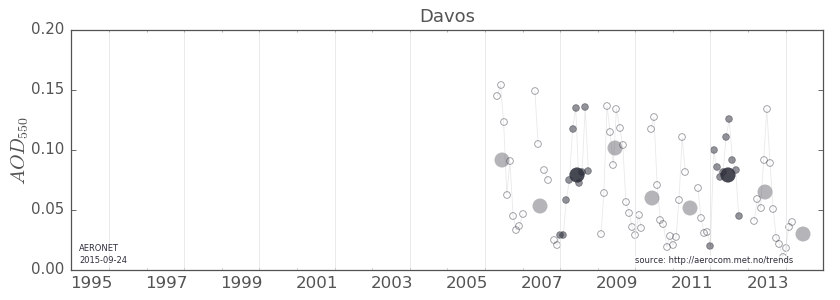 Davos
0.20
0.15
0.10
0.05
0.00
AOD550
AERONET
2015-09-24
source: http://aerocom.met.no/trends
1995 1997 1999 2001 2003 2005 2007 2009 2011 2013